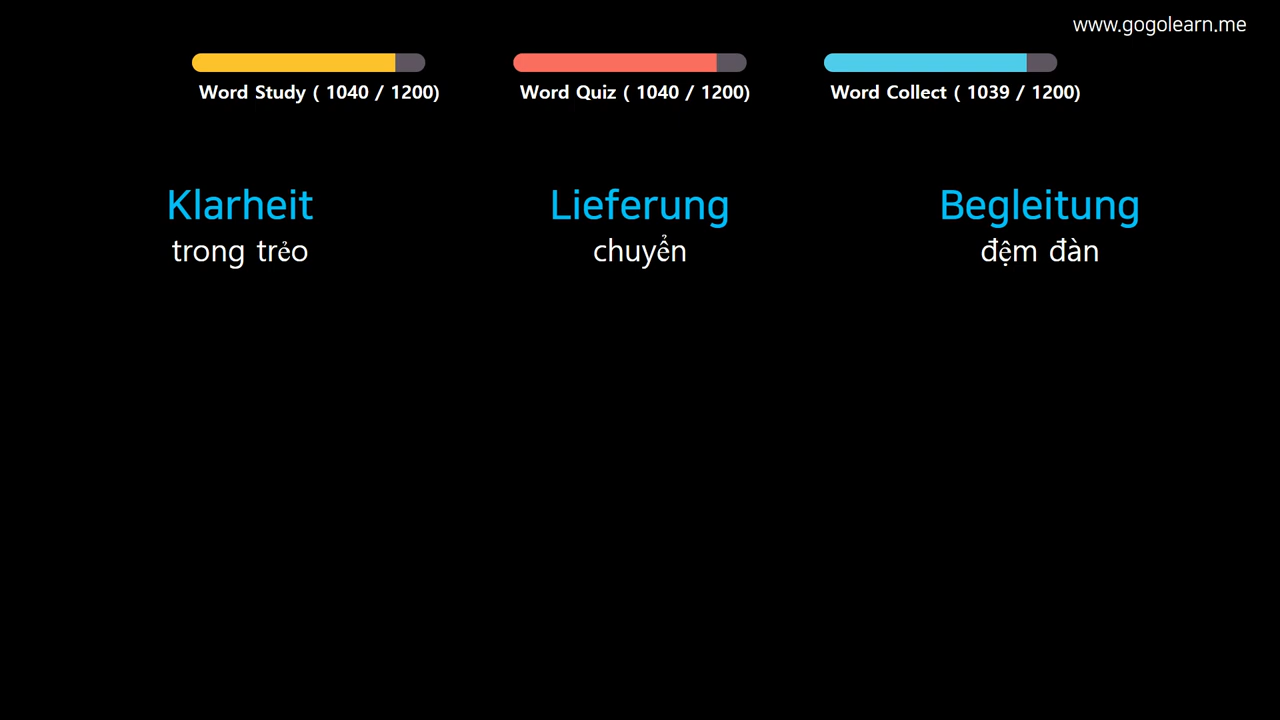 www.gogolearn.me
Word Study ( 1040 / 1200)
Word Quiz ( 1040 / 1200)
Word Collect ( 1039 / 1200)
Klarheit
trong trẻo
Lieferung
chuyển
Begleitung
đệm đàn